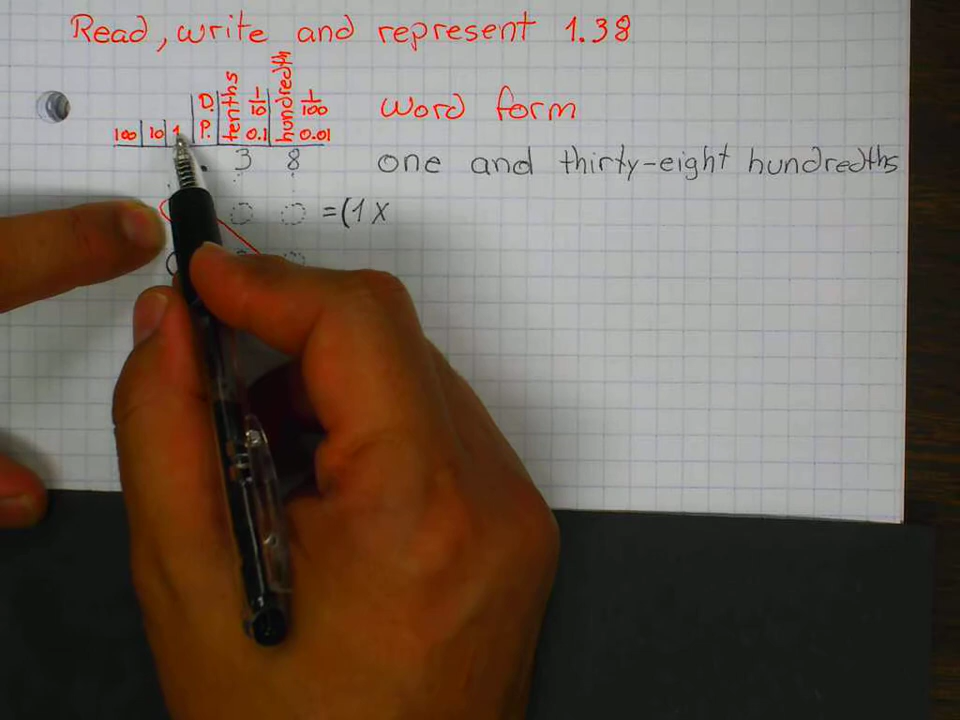 Read, write and represent 1.38
100 10 1 D.P. tenths 1/10 0.1 hundredth 1/100 0.01
word form
. 3 8
one and thirty-eight hundredths
=(1 x